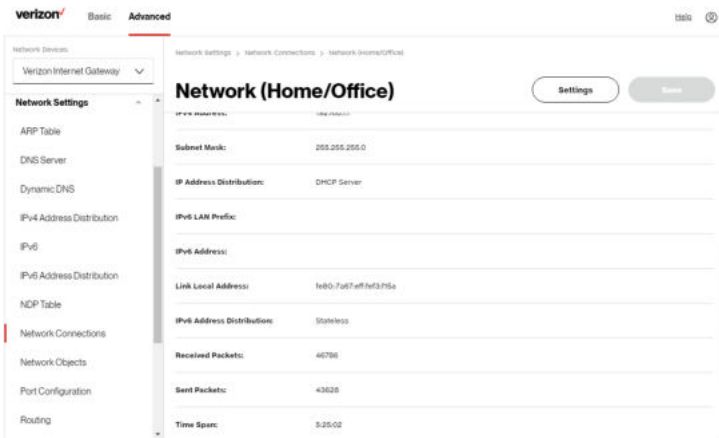 verizon
Basic
Advanced
Help
Network Devices:
Verizon Internet Gateway
Network Settings > Network Connections > Network (Home/Office)
Network (Home/Office)
Settings
Save
Network Settings
ARP Table
DNS Server
Dynamic DNS
IPv4 Address Distribution
IPv6
IPv6 Address Distribution
NDP Table
Network Connections
Network Objects
Port Configuration
Routing
IPv4 Address:
Subnet Mask: 255.255.255.0
IP Address Distribution: DHCP Server
IPv6 LAN Prefix:
IPv6 Address:
Link Local Address:
IPv6 Address Distribution: Stateless
Received Packets: 46786
Sent Packets: 43628
Time Span: 5:25:02